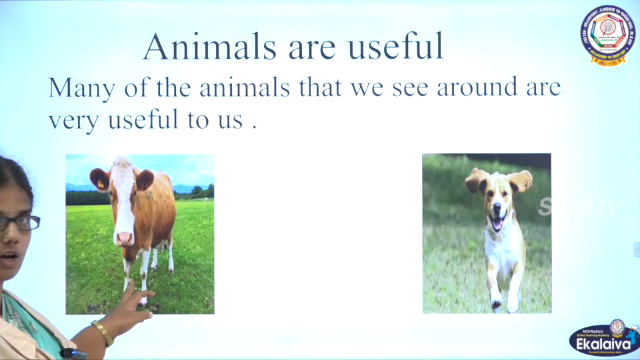 Animals are useful
Many of the animals that we see around are
very useful to us .
Ekalaiva